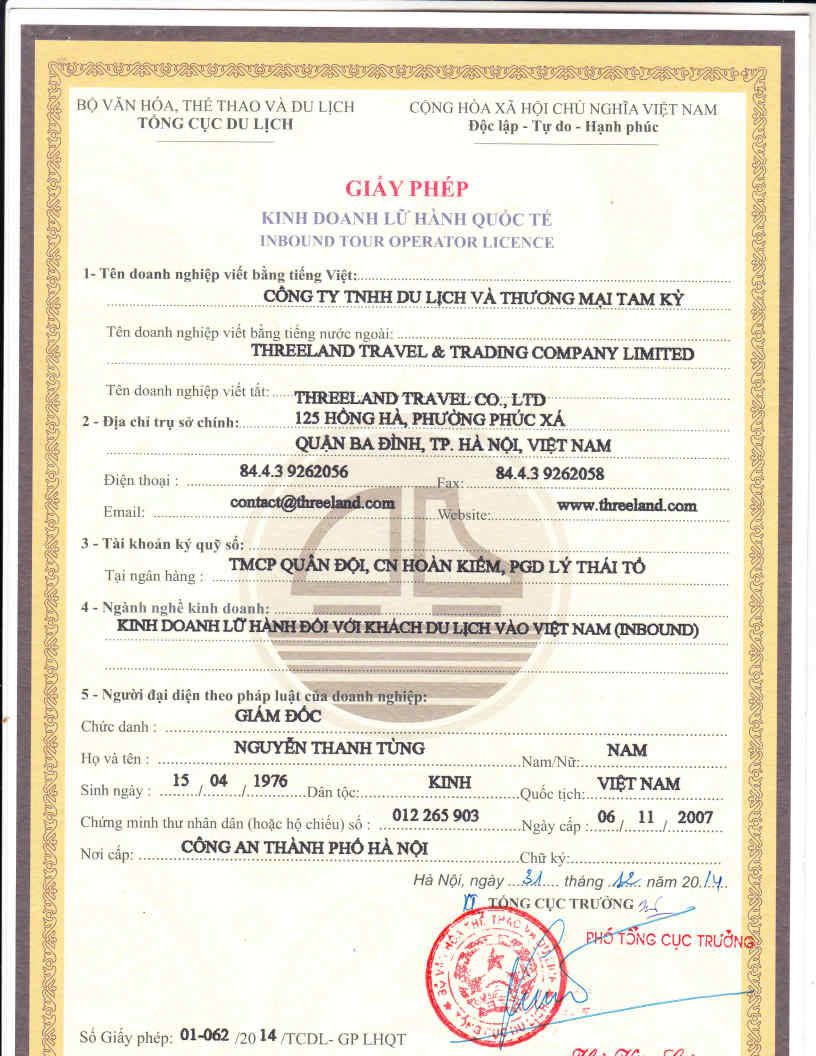 BỘ VĂN HÓA, THỂ THAO VÀ DU LỊCH
TỔNG CỤC DU LỊCH
CỘNG HÒA XÃ HỘI CHỦ NGHĨA VIỆT NAM
Độc lập - Tự do - Hạnh phúc
GIẤY PHÉP
KINH DOANH LỮ HÀNH QUỐC TẾ
INBOUND TOUR OPERATOR LICENCE
1- Tên doanh nghiệp viết bằng tiếng Việt:
CÔNG TY TNHH DU LỊCH VÀ THƯƠNG MẠI TAM KỲ
Tên doanh nghiệp viết bằng tiếng nước ngoài:
THREELAND TRAVEL & TRADING COMPANY LIMITED
Tên doanh nghiệp viết tắt: THREELAND TRAVEL CO., LTD
2 - Địa chỉ trụ sở chính: 125 HỒNG HÀ, PHƯỜNG PHÚC XÁ
QUẬN BA ĐÌNH, TP. HÀ NỘI, VIỆT NAM
Điện thoại : 84.4.3 9262056 Fax: 84.4.3 9262058
Email: contact@threeland.com Website: www.threeland.com
3 - Tài khoản ký quỹ số:
Tại ngân hàng : TMCP QUÂN ĐỘI, CN HOÀN KIẾM, PGD LÝ THÁI TỔ
4 - Ngành nghề kinh doanh:
KINH DOANH LỮ HÀNH ĐỐI VỚI KHÁCH DU LỊCH VÀO VIỆT NAM (INBOUND)
5 - Người đại diện theo pháp luật của doanh nghiệp:
Chức danh : GIÁM ĐỐC
Họ và tên : NGUYỄN THANH TÙNG Nam/Nữ: NAM
Sinh ngày : 15 / 04 / 1976 Dân tộc: KINH Quốc tịch: VIỆT NAM
Chứng minh thư nhân dân (hoặc hộ chiếu) số : 012 265 903 Ngày cấp : 06 / 11 / 2007
Nơi cấp: CÔNG AN THÀNH PHỐ HÀ NỘI Chữ ký:
Hà Nội, ngày 31 tháng 12 năm 2014
KT TỔNG CỤC TRƯỞNG
PHÓ TỔNG CỤC TRƯỞNG
Số Giấy phép: 01-062 /2014 /TCDL- GP LHQT